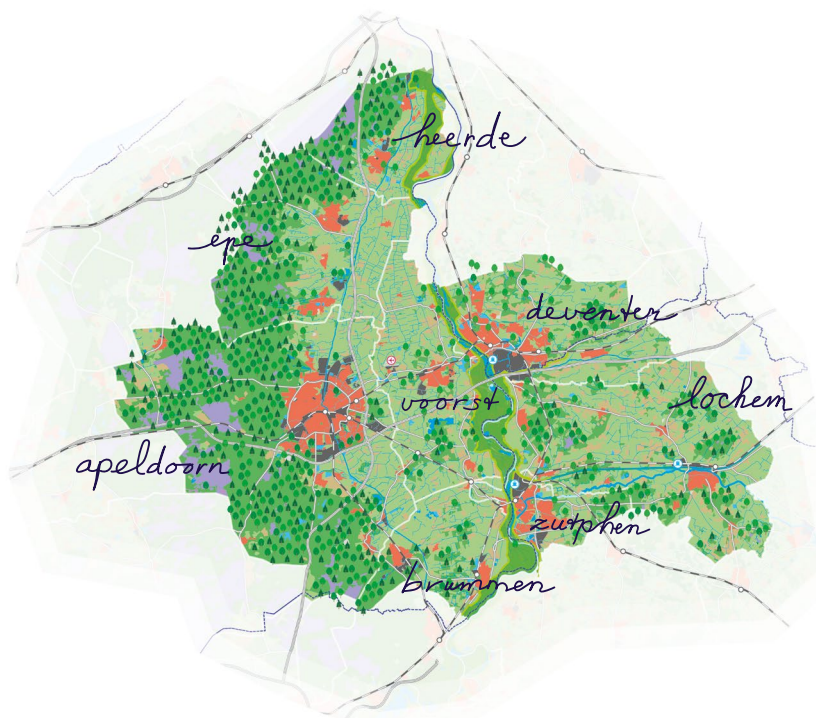 heerde
epe
deventer
lochem
voorst
apeldoorn
zutphen
brummen